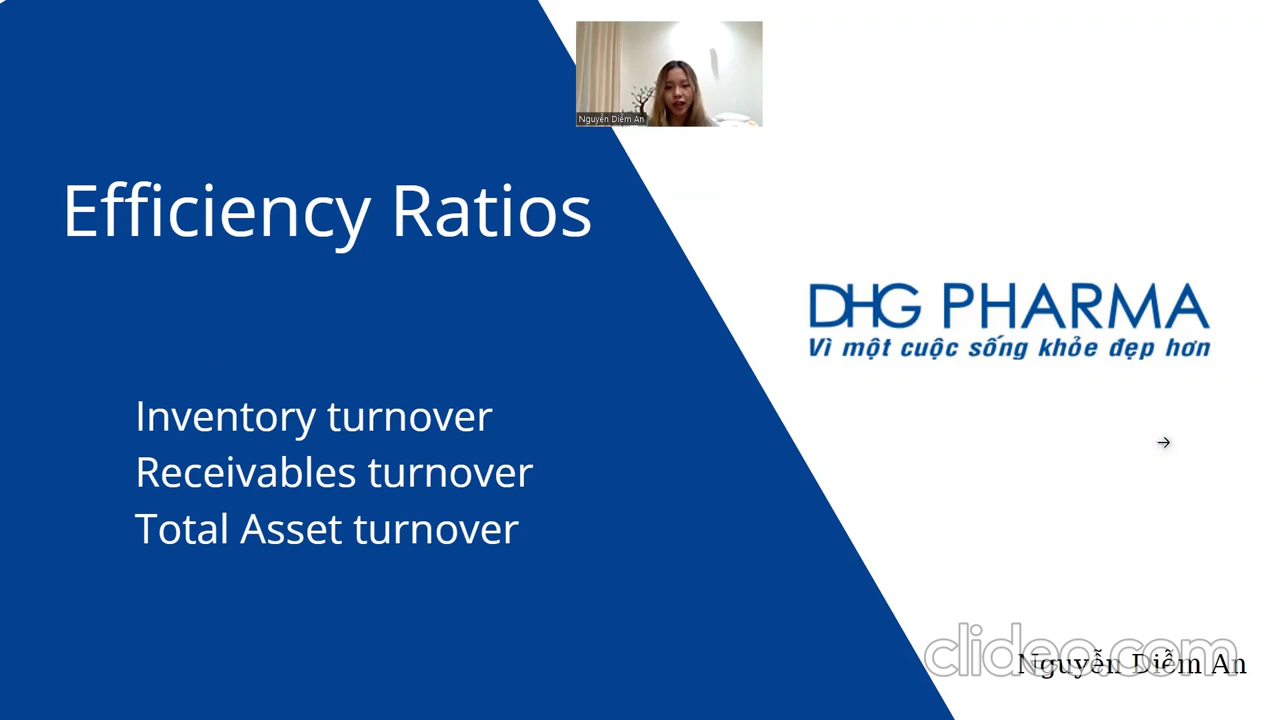 Nguyễn Diễm An
Efficiency Ratios
DHG PHARMA
Vì một cuộc sống khỏe đẹp hơn
Inventory turnover
Receivables turnover
Total Asset turnover
clideo.com
Nguyễn Diễm An